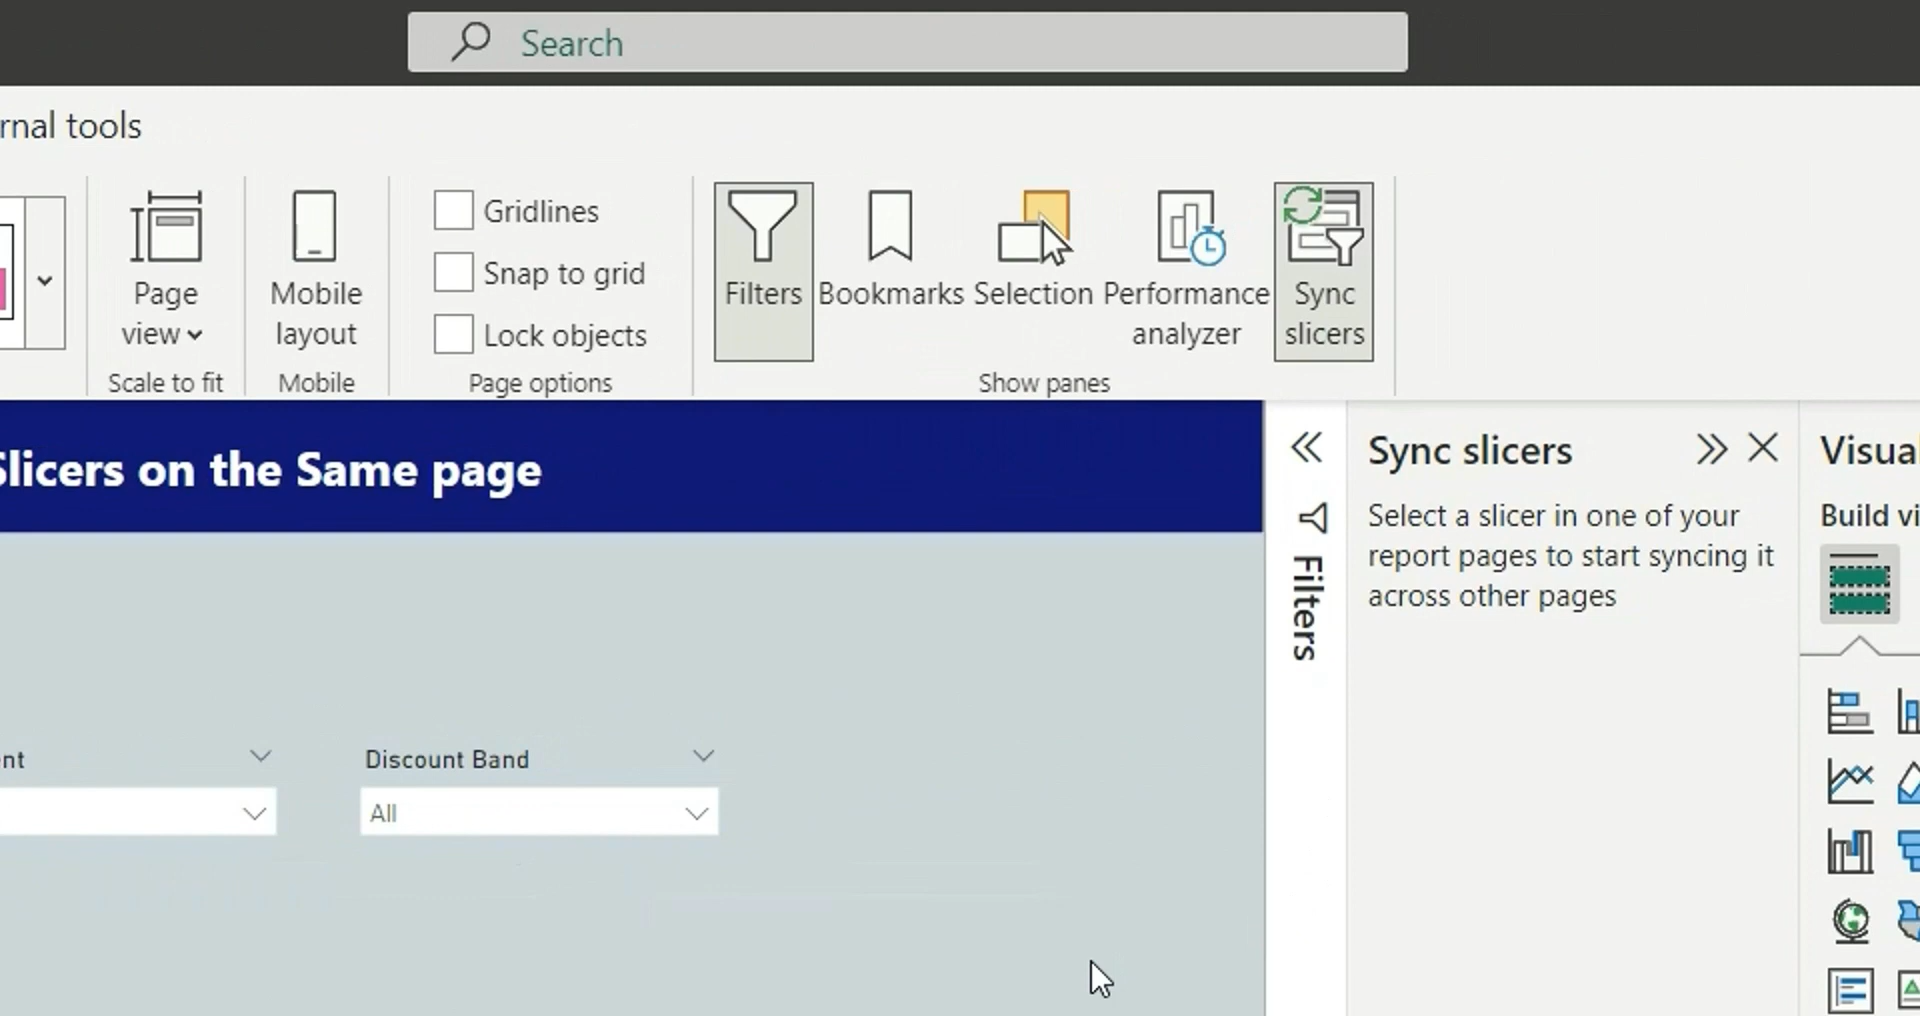 Search
rnal tools
Page
view
Scale to fit
Mobile
layout
Mobile
Gridlines
Snap to grid
Lock objects
Page options
Filters
Bookmarks
Selection
Performance
analyzer
Sync
slicers
Show panes
Slicers on the Same page
nt
Discount Band
All
Filters
Sync slicers
Select a slicer in one of your
report pages to start syncing it
across other pages
Visua
Build vi